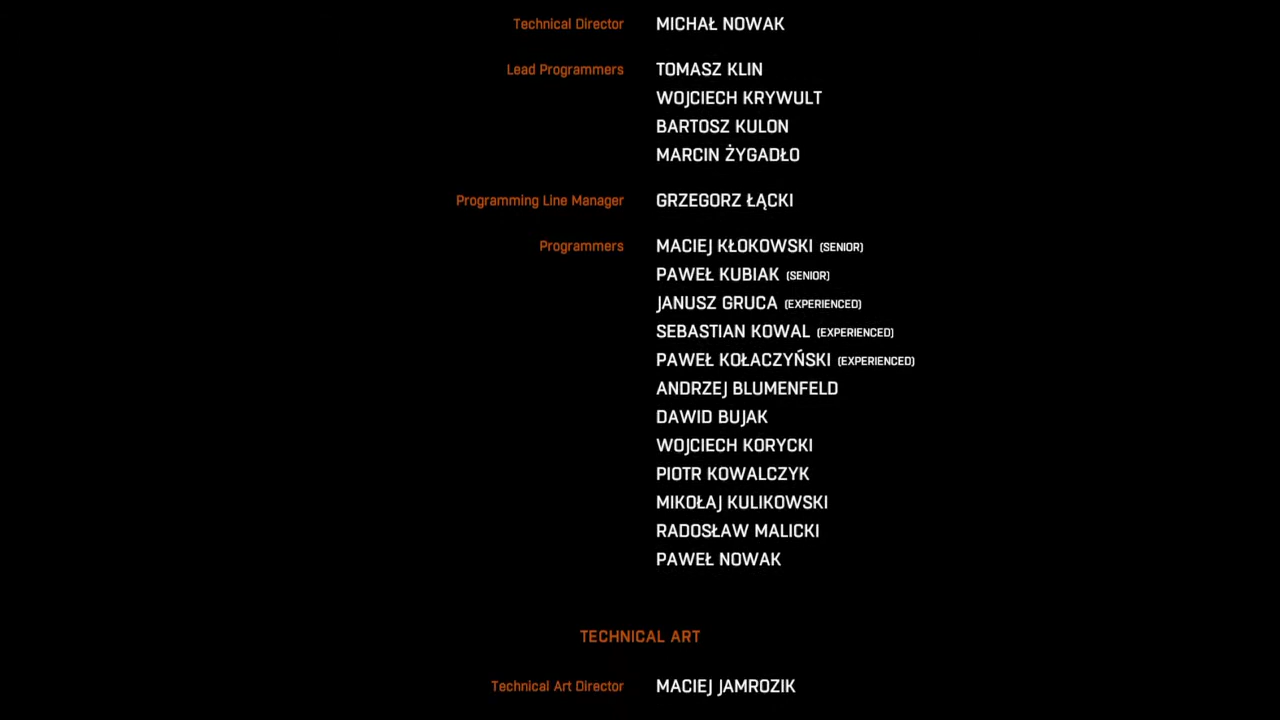 Technical Director MICHAŁ NOWAK
Lead Programmers TOMASZ KLIN
WOJCIECH KRYWULT
BARTOSZ KULON
MARCIN ŻYGADŁO
Programming Line Manager GRZEGORZ ŁĄCKI
Programmers MACIEJ KŁOKOWSKI (SENIOR)
PAWEŁ KUBIAK (SENIOR)
JANUSZ GRUCA (EXPERIENCED)
SEBASTIAN KOWAL (EXPERIENCED)
PAWEŁ KOŁACZYŃSKI (EXPERIENCED)
ANDRZEJ BLUMENFELD
DAWID BUJAK
WOJCIECH KORYCKI
PIOTR KOWALCZYK
MIKOŁAJ KULIKOWSKI
RADOSŁAW MALICKI
PAWEŁ NOWAK
TECHNICAL ART
Technical Art Director MACIEJ JAMROZIK